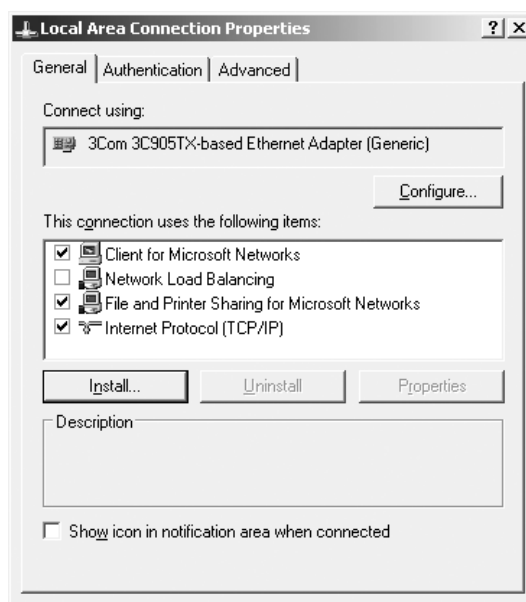 Local Area Connection Properties
General Authentication Advanced
Connect using:
3Com 3C905TX-based Ethernet Adapter (Generic)
Configure...
This connection uses the following items:
Client for Microsoft Networks
Network Load Balancing
File and Printer Sharing for Microsoft Networks
Internet Protocol (TCP/IP)
Install... Uninstall Properties
Description
Show icon in notification area when connected